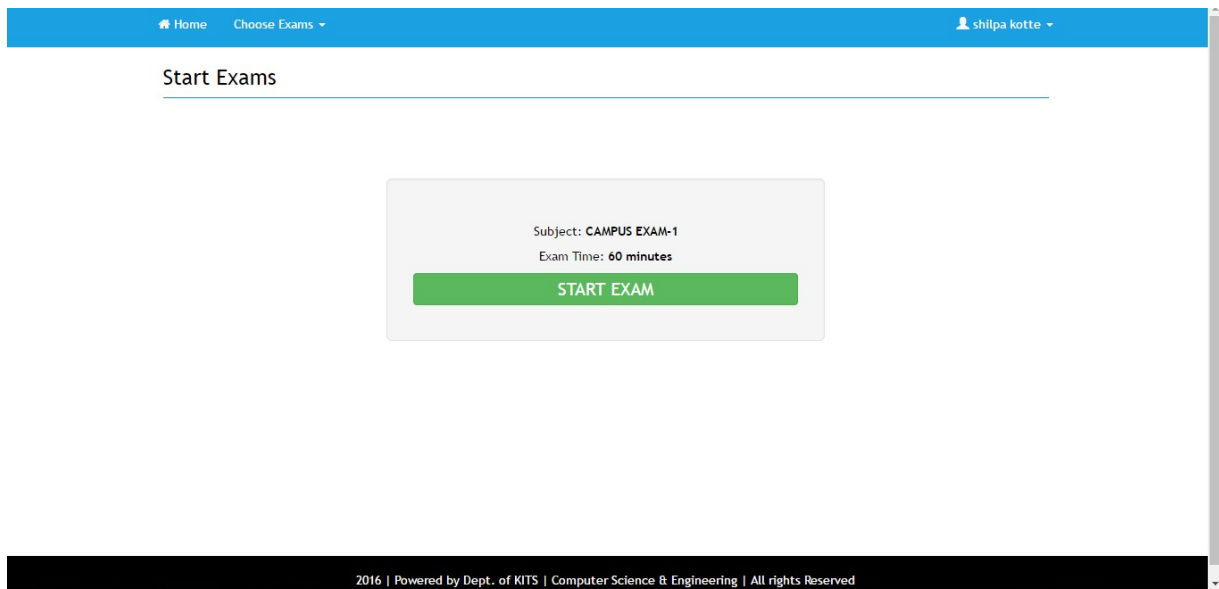 Home Choose Exams shilpa kotte
Start Exams
Subject: CAMPUS EXAM-1
Exam Time: 60 minutes
START EXAM
2016 | Powered by Dept. of KITS | Computer Science & Engineering | All rights Reserved